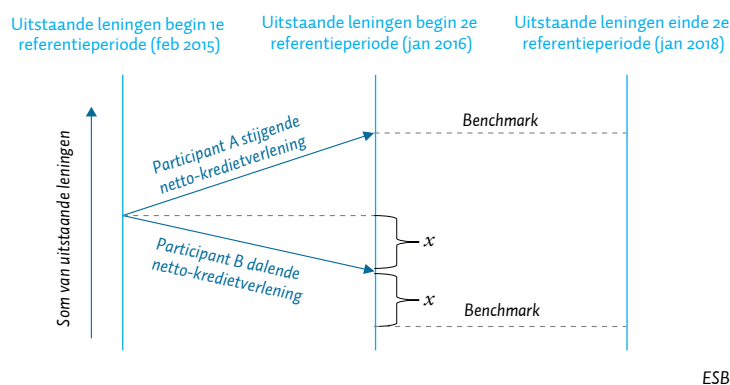 Uitstaande leningen begin 1e
referentieperiode (feb 2015)
Uitstaande leningen begin 2e
referentieperiode (jan 2016)
Uitstaande leningen einde 2e
referentieperiode (jan 2018)
Som van uitstaande leningen
Participant A stijgende
netto-kredietverlening
Benchmark
Participant B dalende
netto-kredietverlening
x
x
Benchmark
ESB